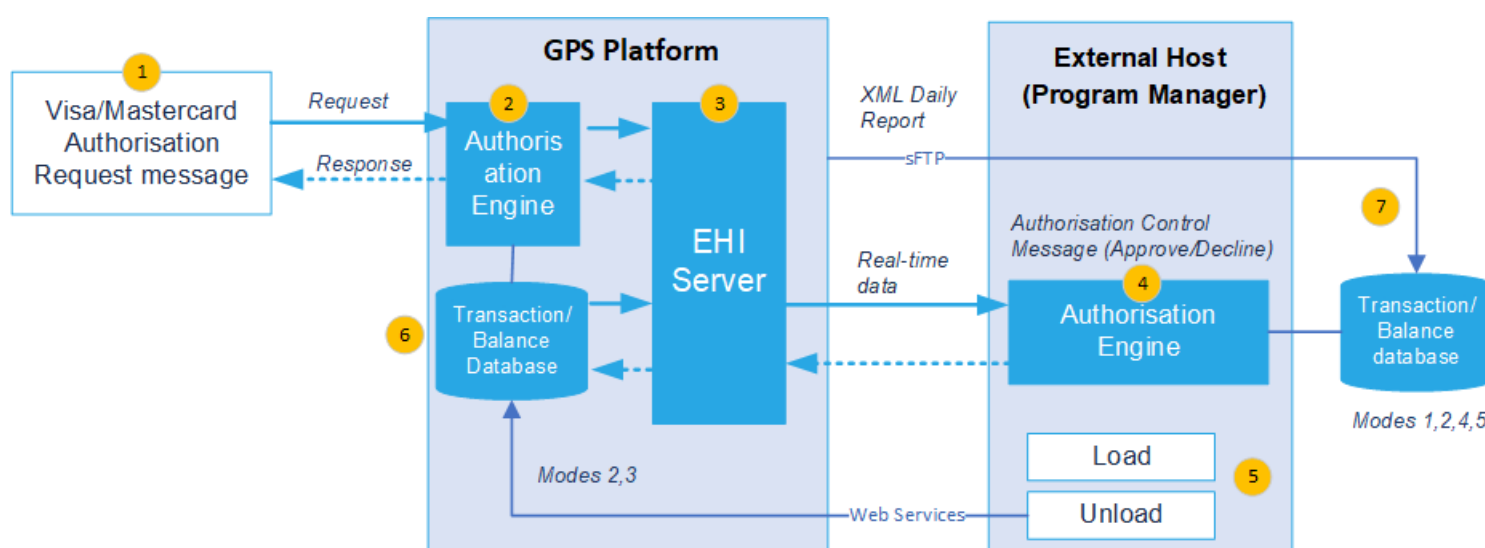 1
Visa/Mastercard
Authorisation
Request message
Request
Response
GPS Platform
2
Authoris
ation
Engine
3
EHI
Server
6
Transaction/
Balance
Database
Modes 2,3
XML Daily
Report
sFTP
Real-time
data
Web Services
External Host
(Program Manager)
Authorisation Control
Message (Approve/Decline)
4
Authorisation
Engine
Load
5
Unload
7
Transaction/
Balance
database
Modes 1,2,4,5